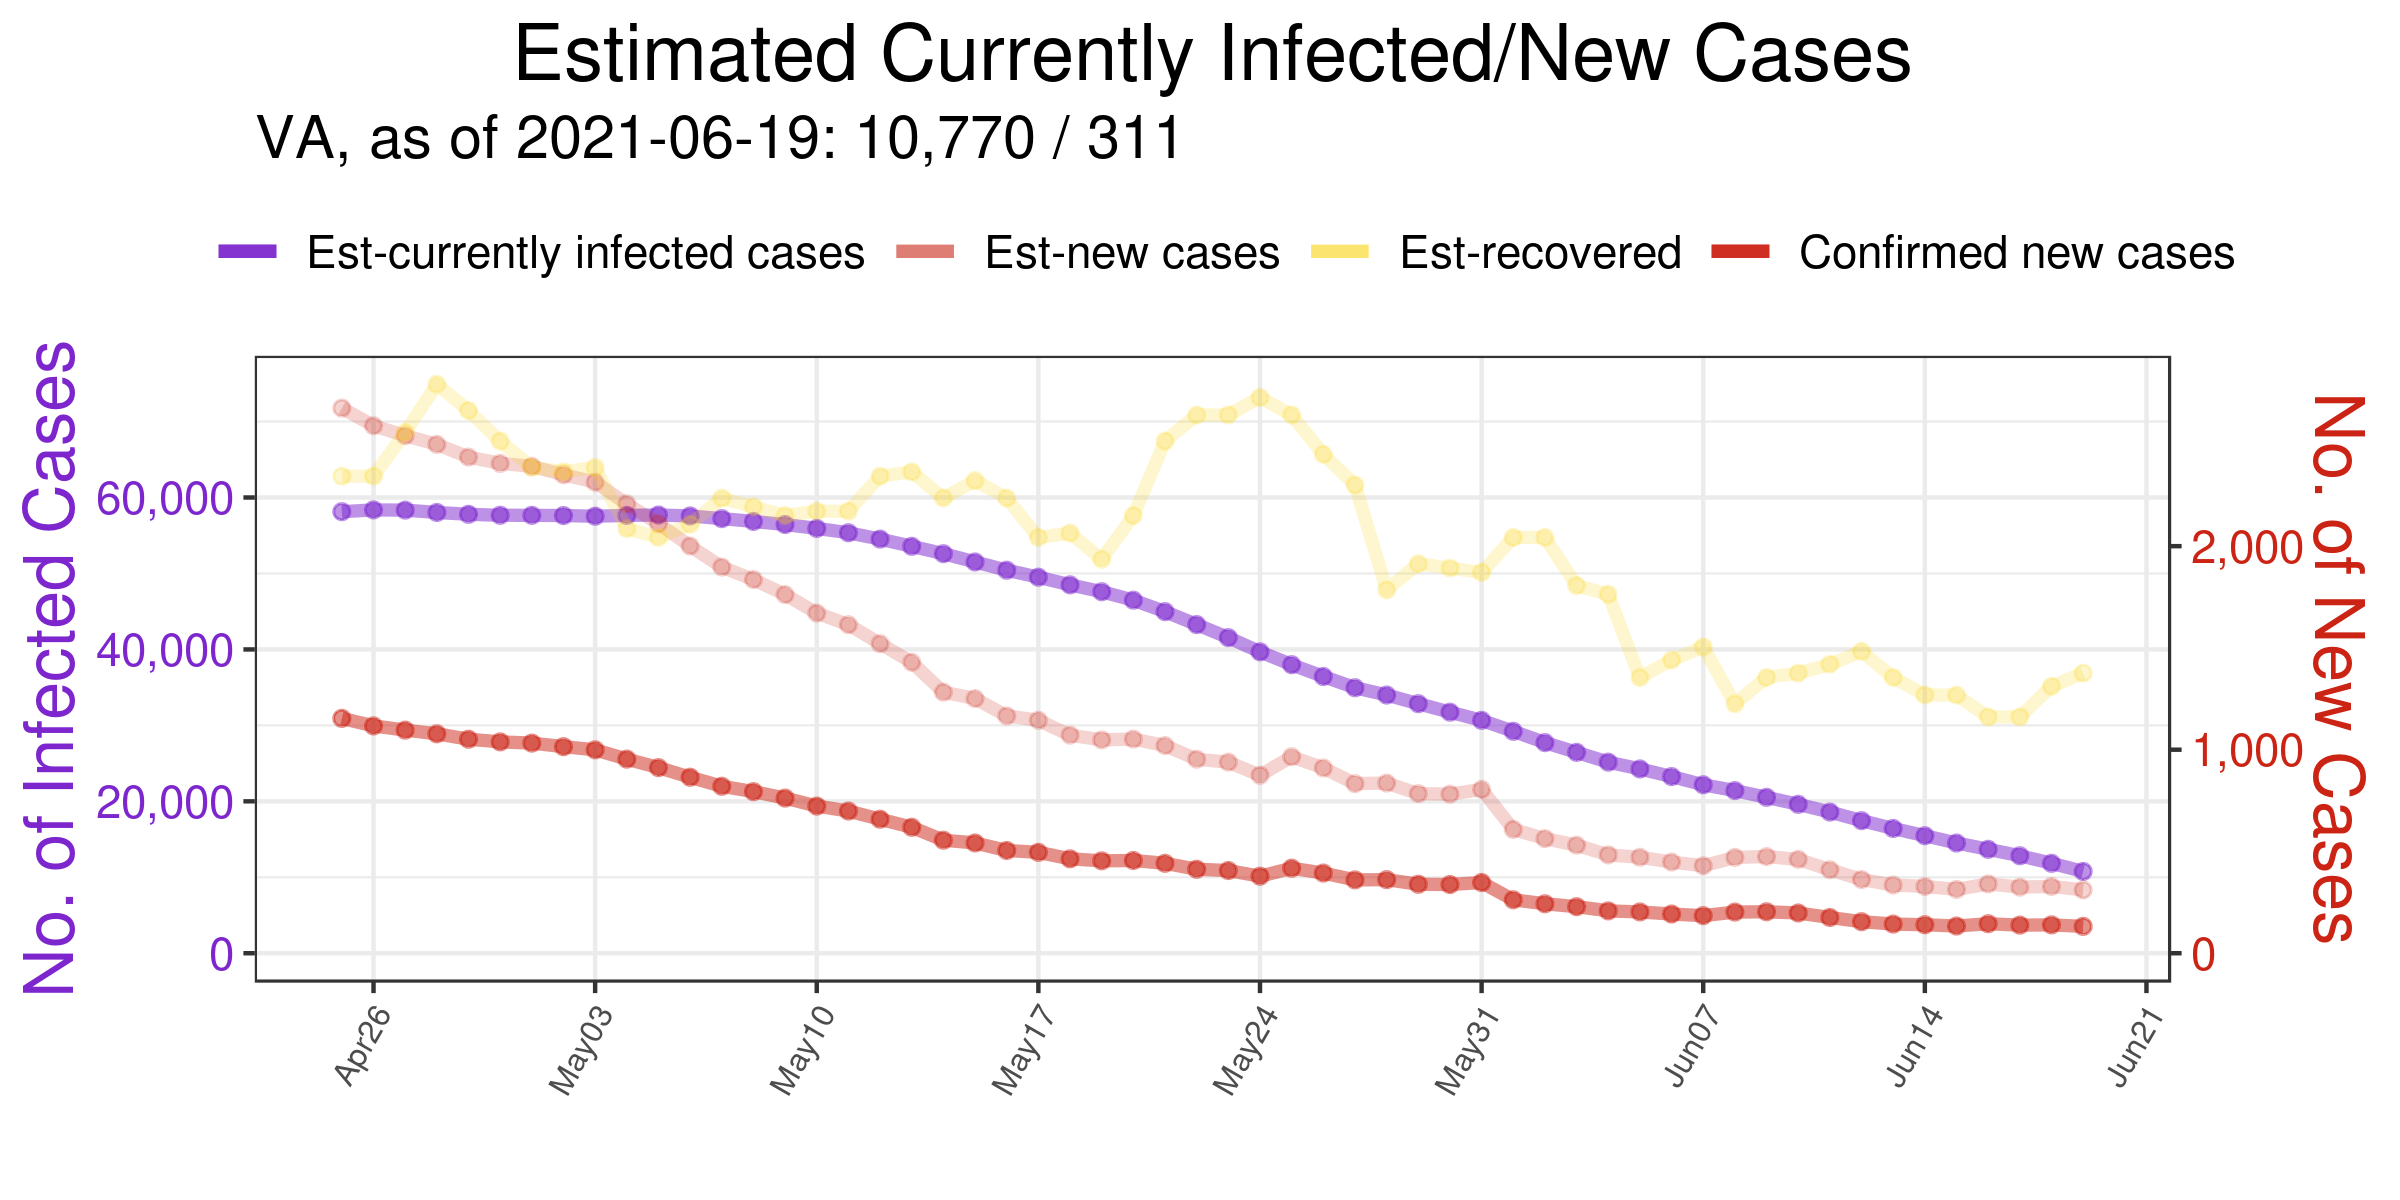 Estimated Currently Infected/New Cases
VA, as of 2021-06-19: 10,770 / 311
Est-currently infected cases Est-new cases Est-recovered Confirmed new cases
No. of Infected Cases
60,000
40,000
20,000
0
2,000
1,000
0
No. of New Cases
Apr26 May03 May10 May17 May24 May31 Jun07 Jun14 Jun21